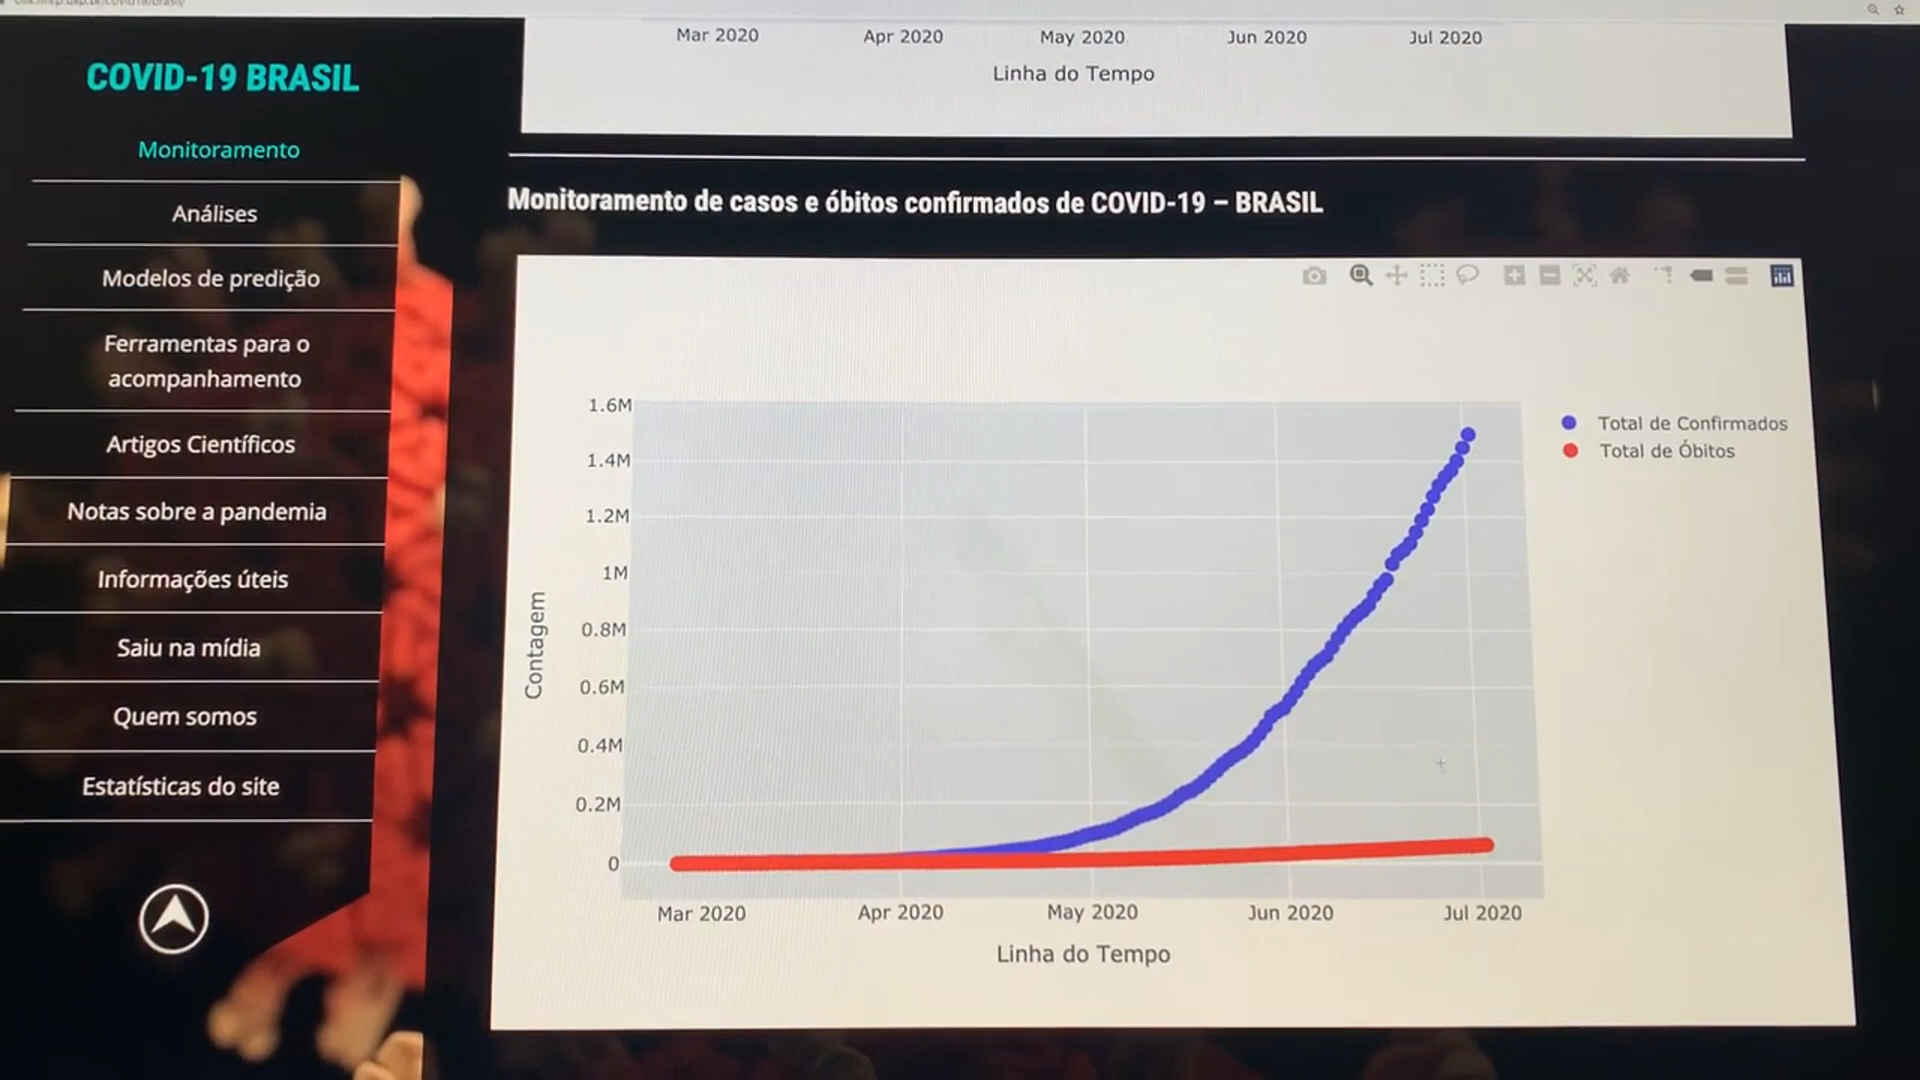 Mar 2020 Apr 2020 May 2020 Jun 2020 Jul 2020
Linha do Tempo
COVID-19 BRASIL
Monitoramento
Análises
Modelos de predição
Ferramentas para o
acompanhamento
Artigos Científicos
Notas sobre a pandemia
Informações úteis
Saiu na mídia
Quem somos
Estatísticas do site
Monitoramento de casos e óbitos confirmados de COVID-19 – BRASIL
1.6M
1.4M
1.2M
1M
0.8M
0.6M
0.4M
0.2M
0
Contagem
Mar 2020 Apr 2020 May 2020 Jun 2020 Jul 2020
Linha do Tempo
Total de Confirmados
Total de Óbitos